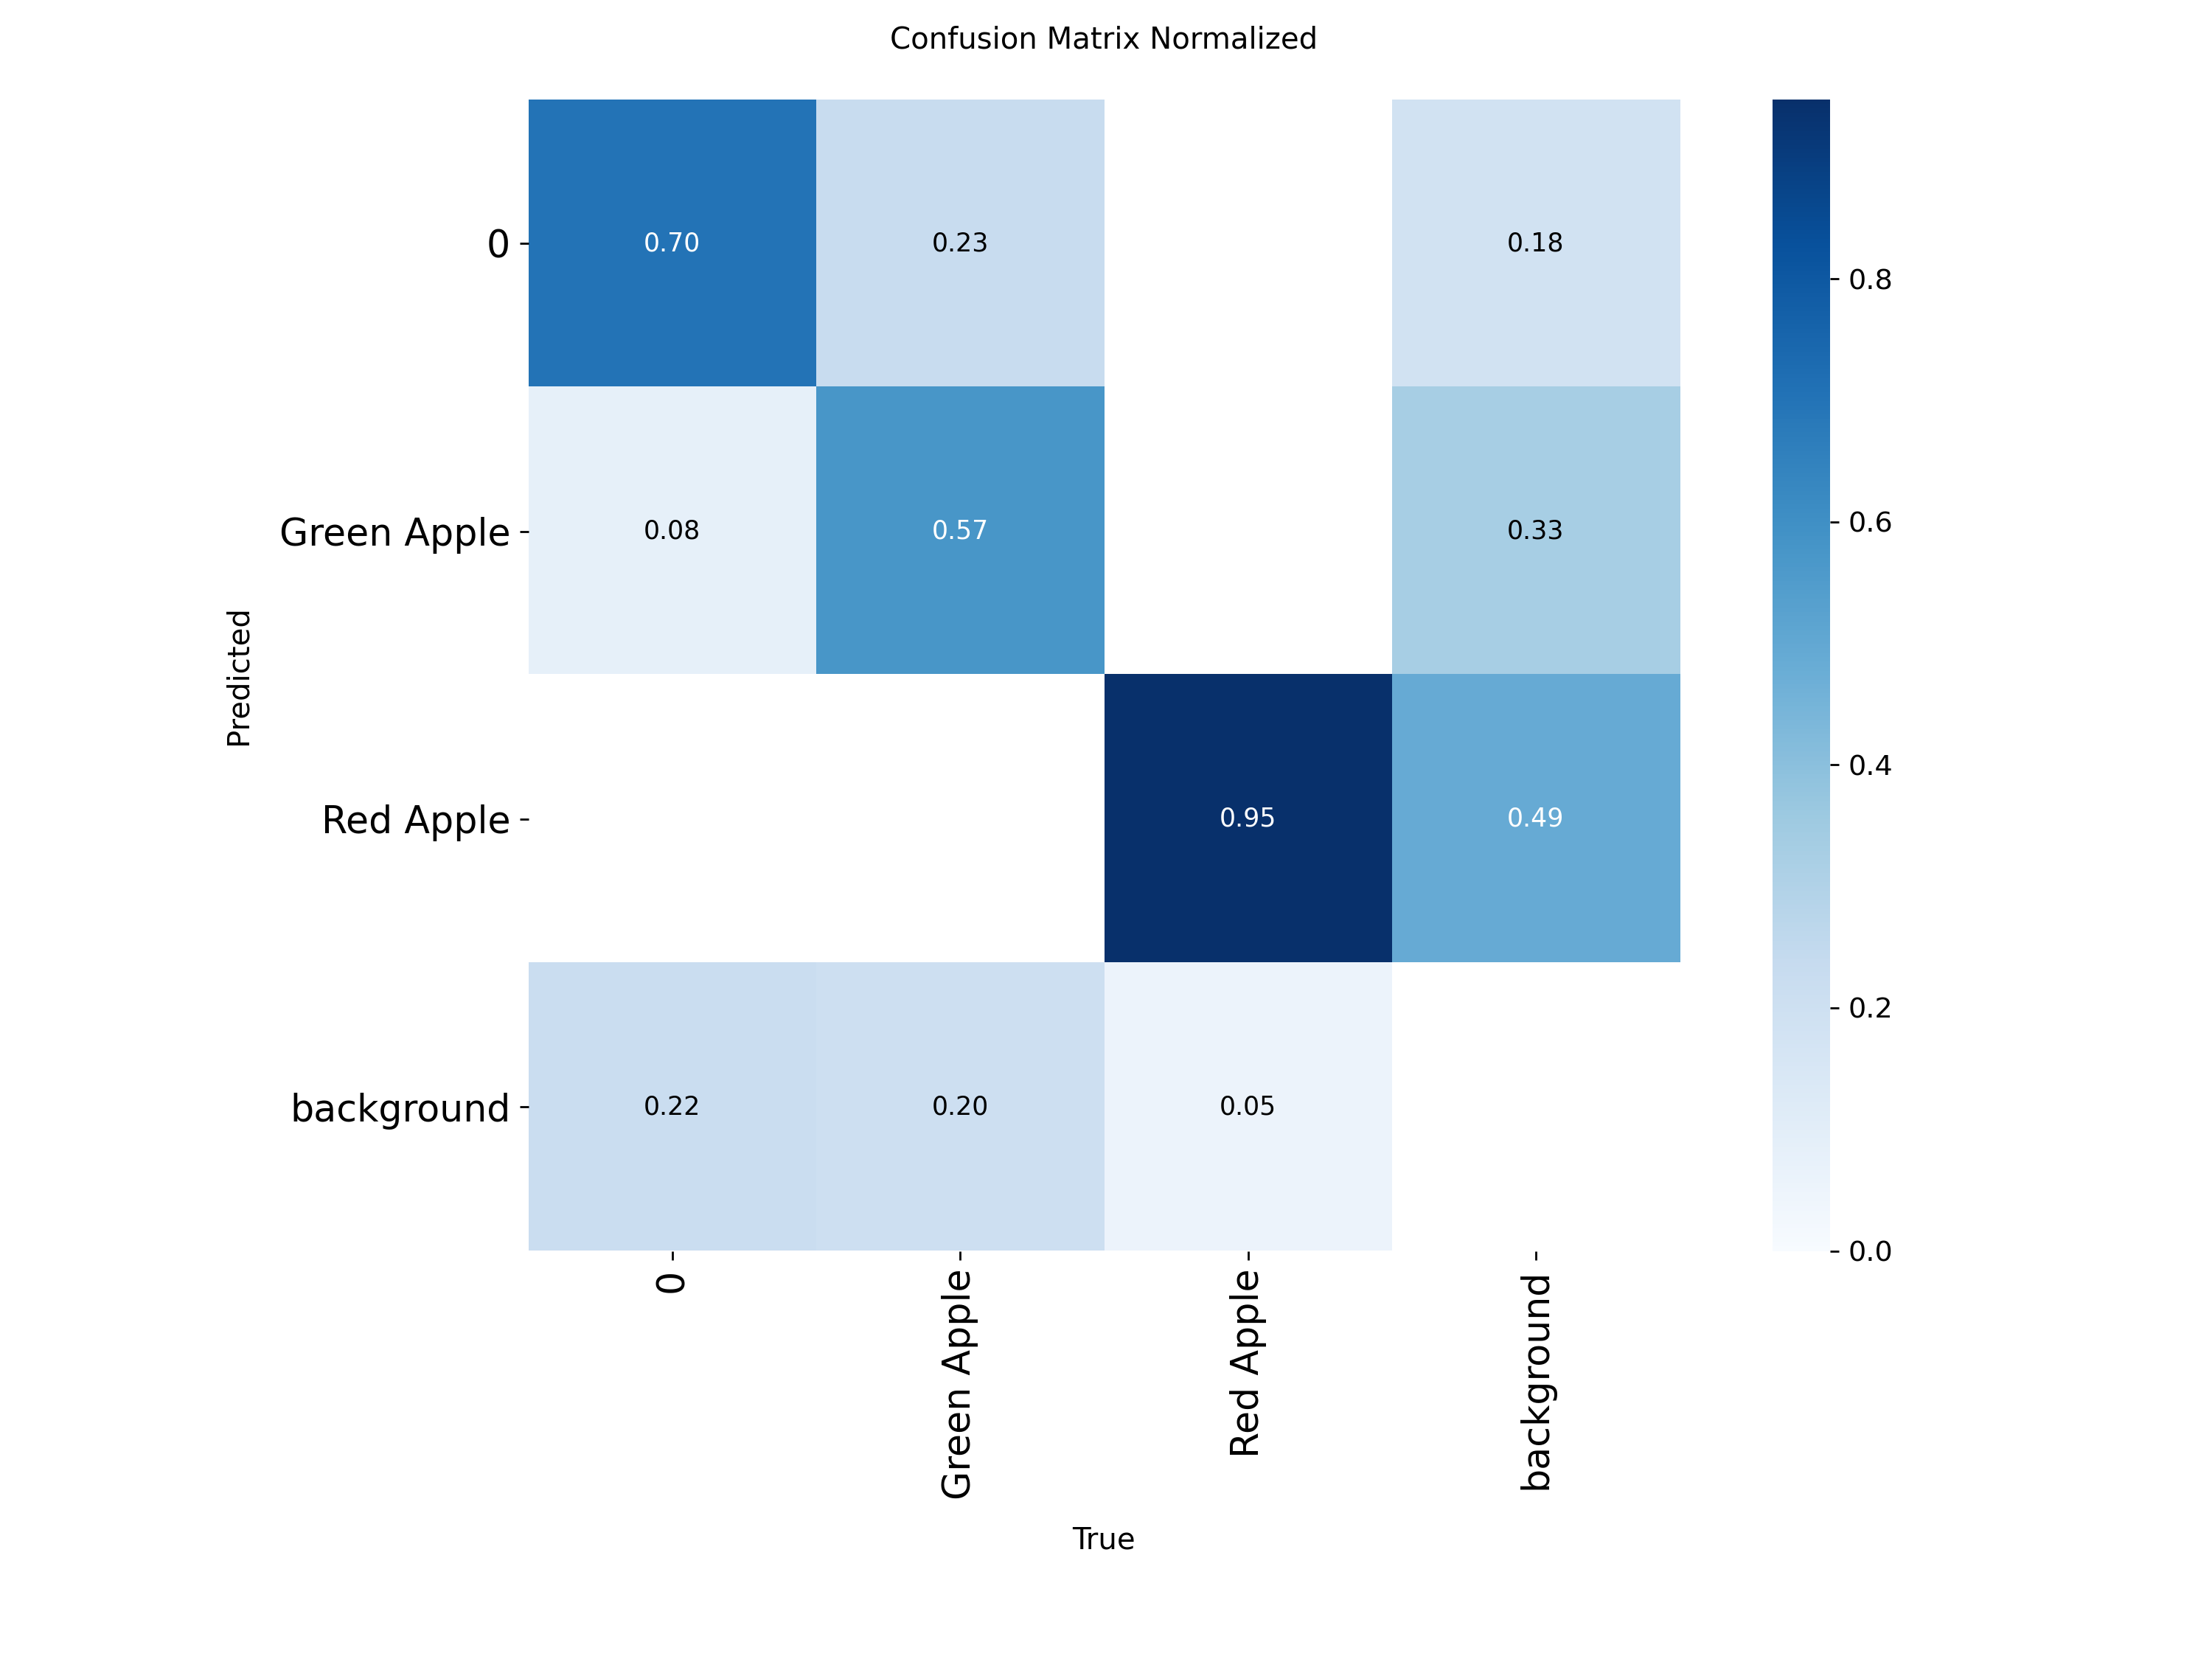 Confusion Matrix Normalized
0
0.70
0.23
0.18
Green Apple
0.08
0.57
0.33
Red Apple
0.95
0.49
background
0.22
0.20
0.05
Predicted
0
Green Apple
Red Apple
background
True
0.8
0.6
0.4
0.2
0.0